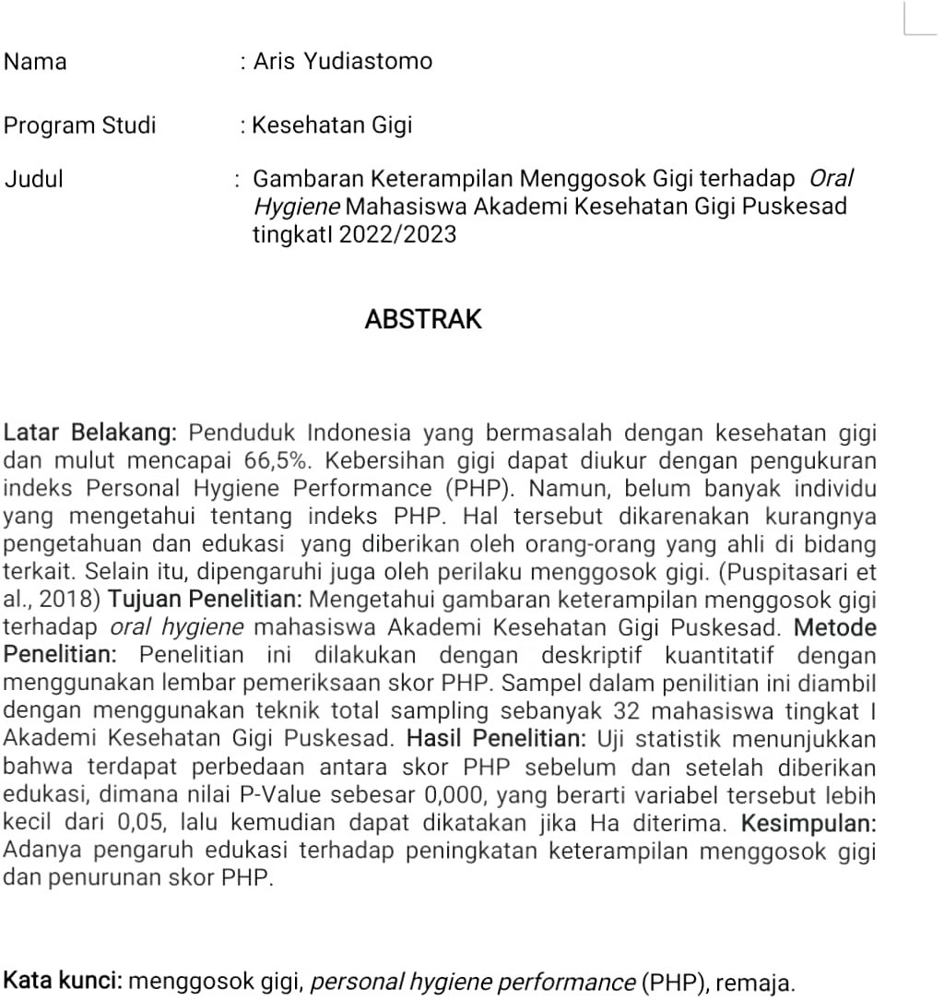 Nama : Aris Yudiastomo
Program Studi : Kesehatan Gigi
Judul : Gambaran Keterampilan Menggosok Gigi terhadap Oral
Hygiene Mahasiswa Akademi Kesehatan Gigi Puskesad
tingkatI 2022/2023
ABSTRAK
Latar Belakang: Penduduk Indonesia yang bermasalah dengan kesehatan gigi
dan mulut mencapai 66,5%. Kebersihan gigi dapat diukur dengan pengukuran
indeks Personal Hygiene Performance (PHP). Namun, belum banyak individu
yang mengetahui tentang indeks PHP. Hal tersebut dikarenakan kurangnya
pengetahuan dan edukasi yang diberikan oleh orang-orang yang ahli di bidang
terkait. Selain itu, dipengaruhi juga oleh perilaku menggosok gigi. (Puspitasari et
al., 2018) Tujuan Penelitian: Mengetahui gambaran keterampilan menggosok gigi
terhadap oral hygiene mahasiswa Akademi Kesehatan Gigi Puskesad. Metode
Penelitian: Penelitian ini dilakukan dengan deskriptif kuantitatif dengan
menggunakan lembar pemeriksaan skor PHP. Sampel dalam penilitian ini diambil
dengan menggunakan teknik total sampling sebanyak 32 mahasiswa tingkat I
Akademi Kesehatan Gigi Puskesad. Hasil Penelitian: Uji statistik menunjukkan
bahwa terdapat perbedaan antara skor PHP sebelum dan setelah diberikan
edukasi, dimana nilai P-Value sebesar 0,000, yang berarti variabel tersebut lebih
kecil dari 0,05, lalu kemudian dapat dikatakan jika Ha diterima. Kesimpulan:
Adanya pengaruh edukasi terhadap peningkatan keterampilan menggosok gigi
dan penurunan skor PHP.
Kata kunci: menggosok gigi, personal hygiene performance (PHP), remaja.